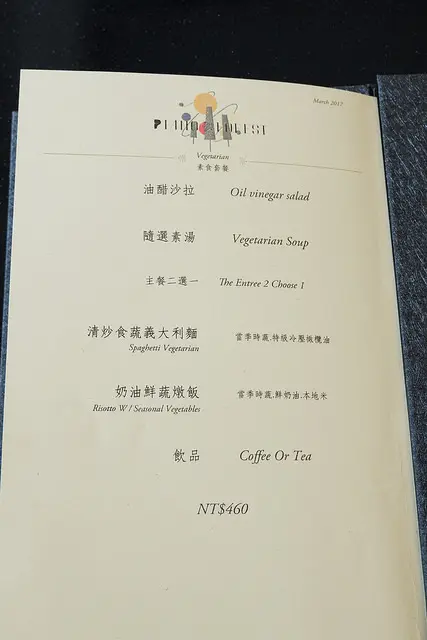 March 2017
PIANO FOREST
Vegetarian
素食套餐
油醋沙拉 Oil vinegar salad
隨選素湯 Vegetarian Soup
主餐二選一 The Entree 2 Choose 1
清炒食蔬義大利麵 當季時蔬.特級冷壓橄欖油
Spaghetti Vegetarian
奶油鮮蔬燉飯 當季時蔬.鮮奶油.本地米
Risotto W / Seasonal Vegetables
飲品 Coffee Or Tea
NT$460